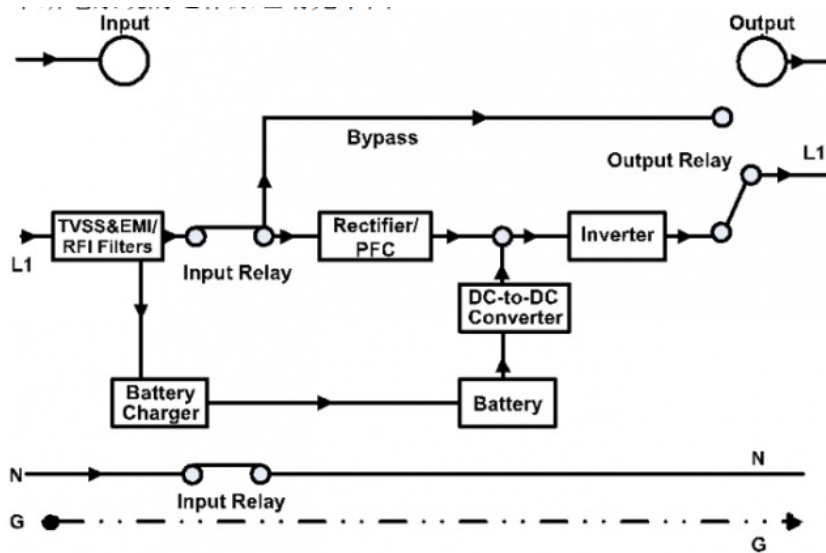 Input
Output
Bypass
Output Relay
L1
TVSS&EMI/
RFI Filters
Rectifier/
PFC
Inverter
L1
Input Relay
DC-to-DC
Converter
Battery
Charger
Battery
N
N
Input Relay
G
G